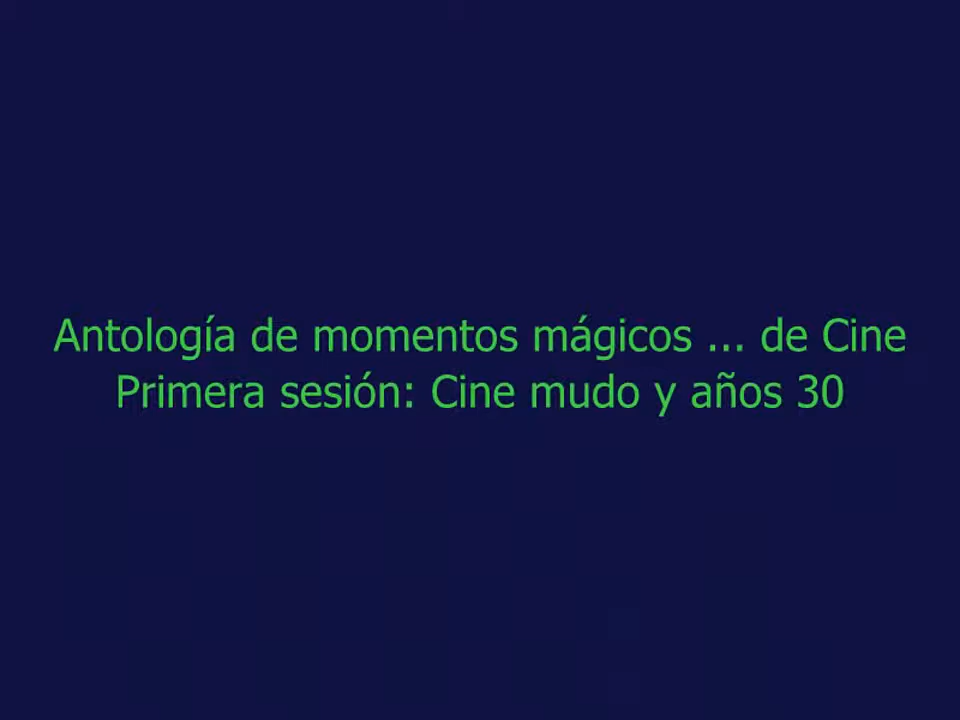 Antología de momentos mágicos ... de Cine
Primera sesión: Cine mudo y años 30